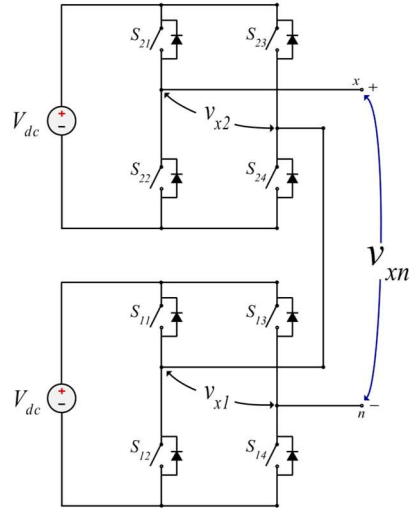 S21
S23
x +
Vdc
+
−
vx2
S22
S24
vxn
S11
S13
Vdc
+
−
vx1
n −
S12
S14